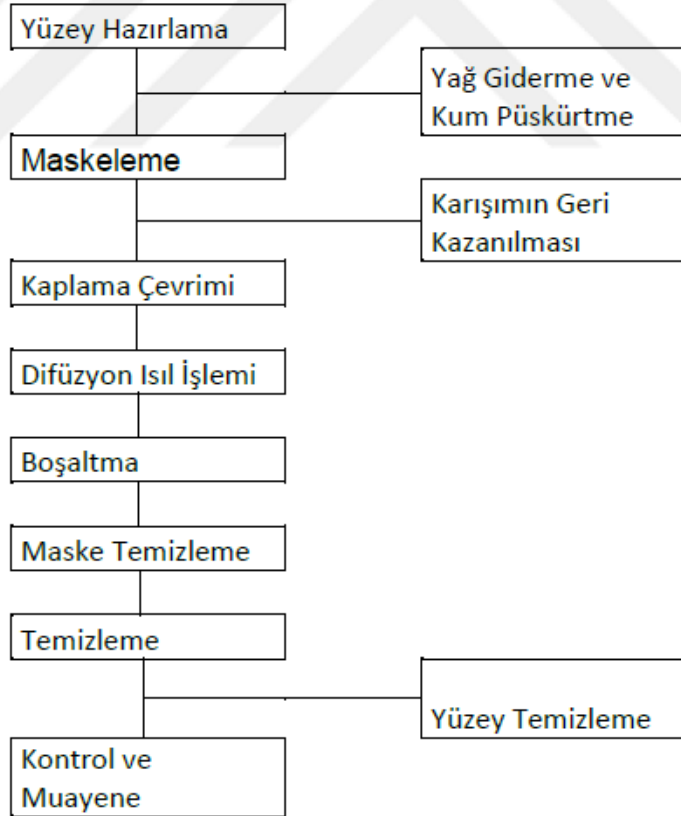 Yüzey Hazırlama
Yağ Giderme ve
Kum Püskürtme
Maskeleme
Karışımın Geri
Kazanılması
Kaplama Çevrimi
Difüzyon Isıl İşlemi
Boşaltma
Maske Temizleme
Temizleme
Yüzey Temizleme
Kontrol ve
Muayene